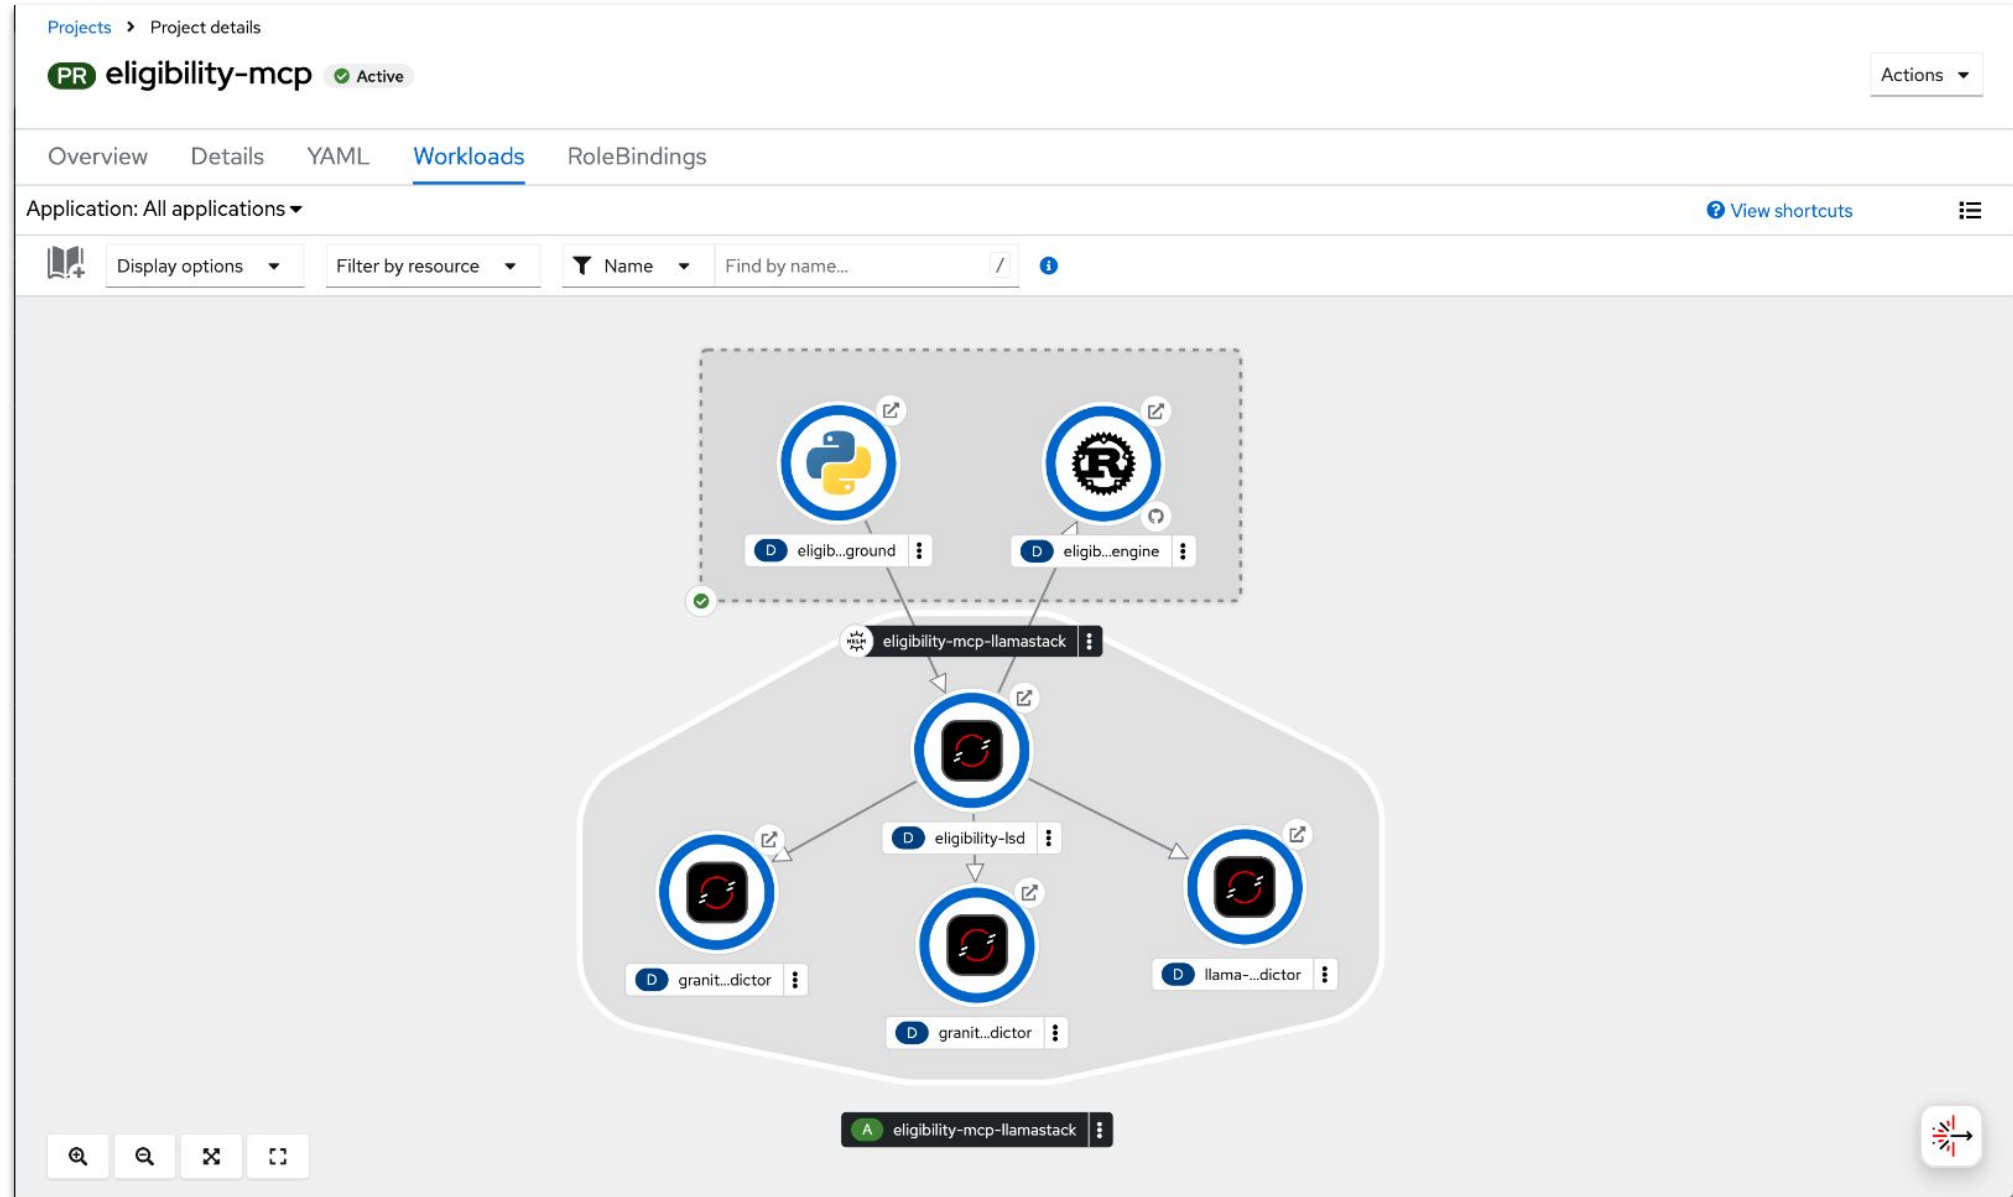 Projects > Project details
PR eligibility-mcp Active
Actions
Overview Details YAML Workloads RoleBindings
Application: All applications
View shortcuts
Display options Filter by resource Name Find by name... /
D eligib...ground
D eligib...engine
HELM eligibility-mcp-llamastack
D eligibility-lsd
D granit...dictor
D llama-...dictor
D granit...dictor
A eligibility-mcp-llamastack